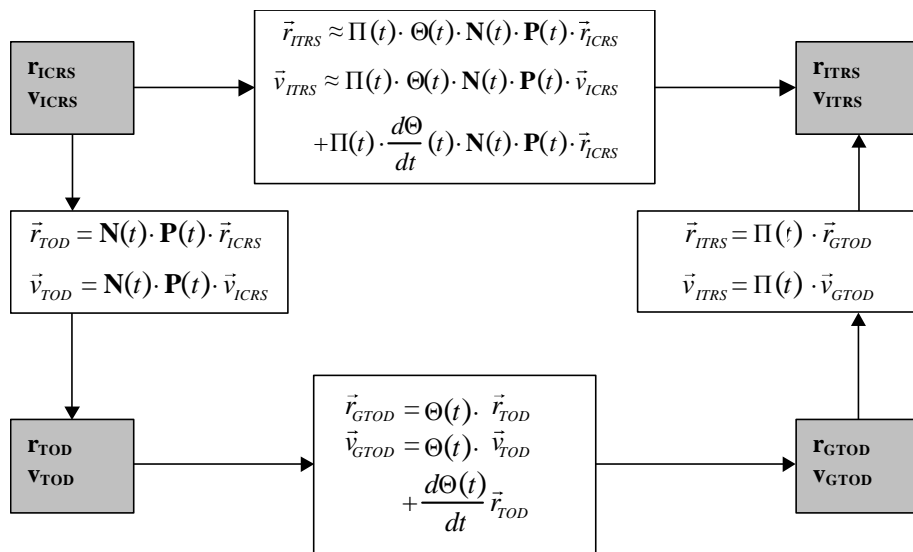 r_ICRS
v_ICRS
r⃗_ITRS ≈ Π(t)· Θ(t)· N(t)· P(t)· r⃗_ICRS
v⃗_ITRS ≈ Π(t)· Θ(t)· N(t)· P(t)· v⃗_ICRS
+Π(t)· dΘ/dt (t)· N(t)· P(t)· r⃗_ICRS
r_ITRS
v_ITRS
r⃗_TOD = N(t)· P(t)· r⃗_ICRS
v⃗_TOD = N(t)· P(t)· v⃗_ICRS
r⃗_ITRS = Π(t) · r⃗_GTOD
v⃗_ITRS = Π(t) · v⃗_GTOD
r_TOD
v_TOD
r⃗_GTOD = Θ(t)· r⃗_TOD
v⃗_GTOD = Θ(t)· v⃗_TOD
+ dΘ(t)/dt r⃗_TOD
r_GTOD
v_GTOD